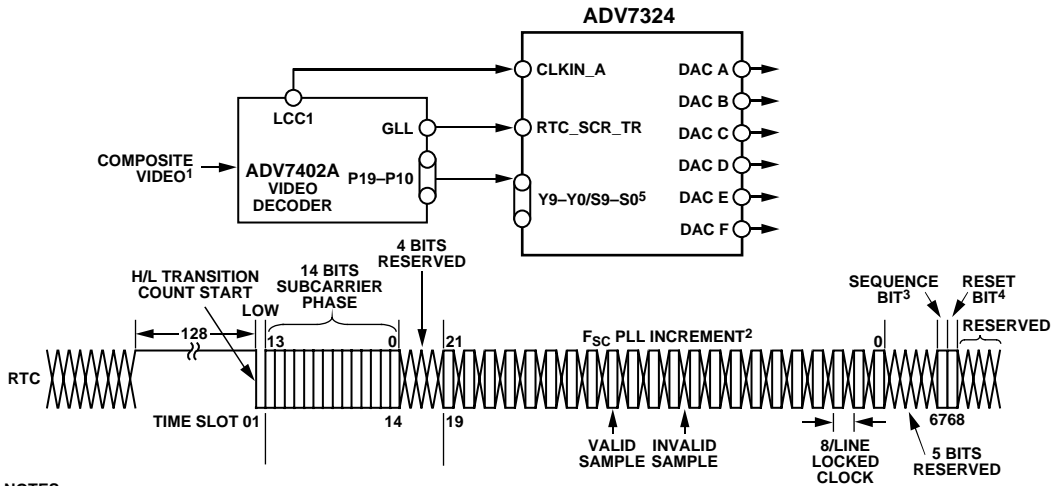 ADV7324
CLKIN_A
DAC A
DAC B
LCC1
GLL
RTC_SCR_TR
DAC C
COMPOSITE
VIDEO1
ADV7402A
VIDEO
DECODER
P19–P10
DAC D
Y9–Y0/S9–S05
DAC E
DAC F
4 BITS
RESERVED
H/L TRANSITION
COUNT START
14 BITS
SUBCARRIER
PHASE
SEQUENCE
BIT3
RESET
BIT4
LOW
RESERVED
128
13
0
21
FSC PLL INCREMENT2
0
RTC
TIME SLOT 01
14
19
6768
VALID
SAMPLE
INVALID
SAMPLE
8/LINE
LOCKED
CLOCK
5 BITS
RESERVED